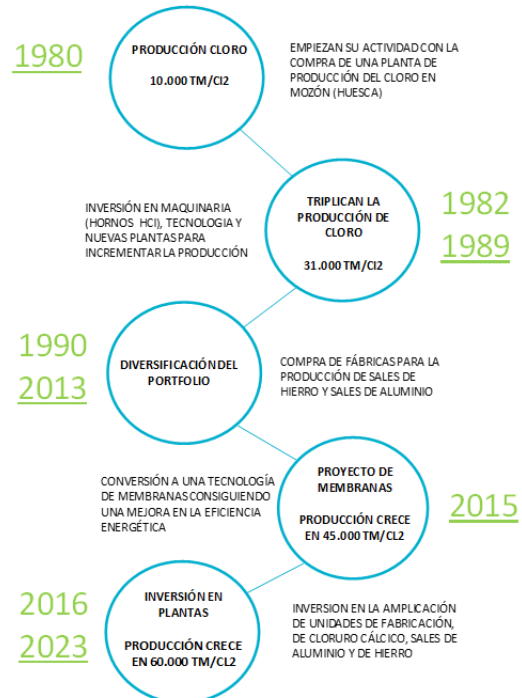 1980
PRODUCCIÓN CLORO
10.000 TM/Cl2
EMPIEZAN SU ACTIVIDAD CON LA
COMPRA DE UNA PLANTA DE
PRODUCCIÓN DEL CLORO EN
MOZÓN (HUESCA)
INVERSIÓN EN MAQUINARIA
(HORNOS HCl), TECNOLOGIA Y
NUEVAS PLANTAS PARA
INCREMENTAR LA PRODUCCIÓN
TRIPLICAN LA
PRODUCCIÓN DE
CLORO
31.000 TM/Cl2
1982
1989
1990
2013
DIVERSIFICACIÓN DEL
PORTFOLIO
COMPRA DE FÁBRICAS PARA LA
PRODUCCIÓN DE SALES DE
HIERRO Y SALES DE ALUMINIO
CONVERSIÓN A UNA TECNOLOGÍA
DE MEMBRANAS CONSIGUIENDO
UNA MEJORA EN LA EFICIENCIA
ENERGÉTICA
PROYECTO DE
MEMBRANAS
PRODUCCIÓN CRECE
EN 45.000 TM/CL2
2015
2016
2023
INVERSIÓN EN
PLANTAS
PRODUCCIÓN CRECE
EN 60.000 TM/CL2
INVERSION EN LA AMPLICACIÓN
DE UNIDADES DE FABRICACIÓN,
DE CLORURO CÁLCICO, SALES DE
ALUMINIO Y DE HIERRO